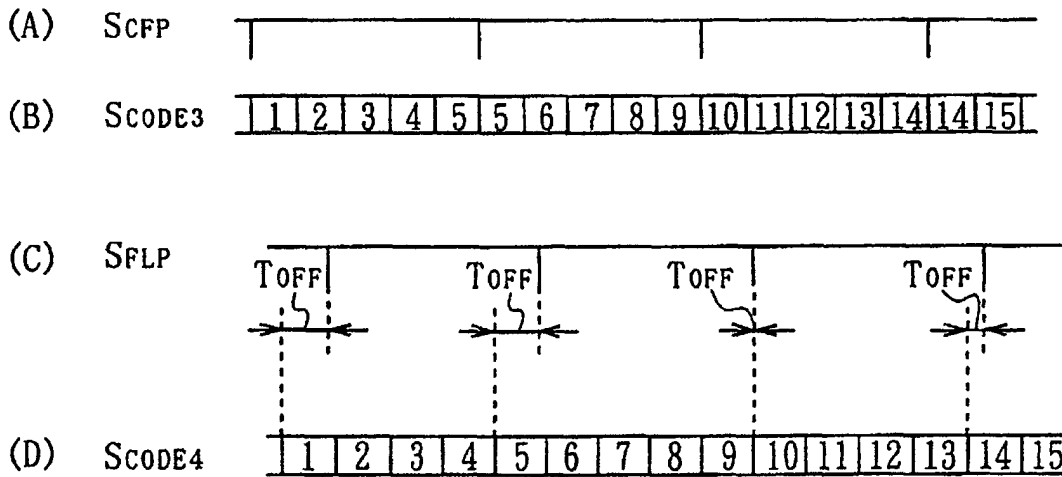 (A) SCFP
(B) SCODE3 1 2 3 4 5 5 6 7 8 9 10 11 12 13 14 14 15
(C) SFLP
TOFF TOFF TOFF TOFF
(D) SCODE4 1 2 3 4 5 6 7 8 9 10 11 12 13 14 15